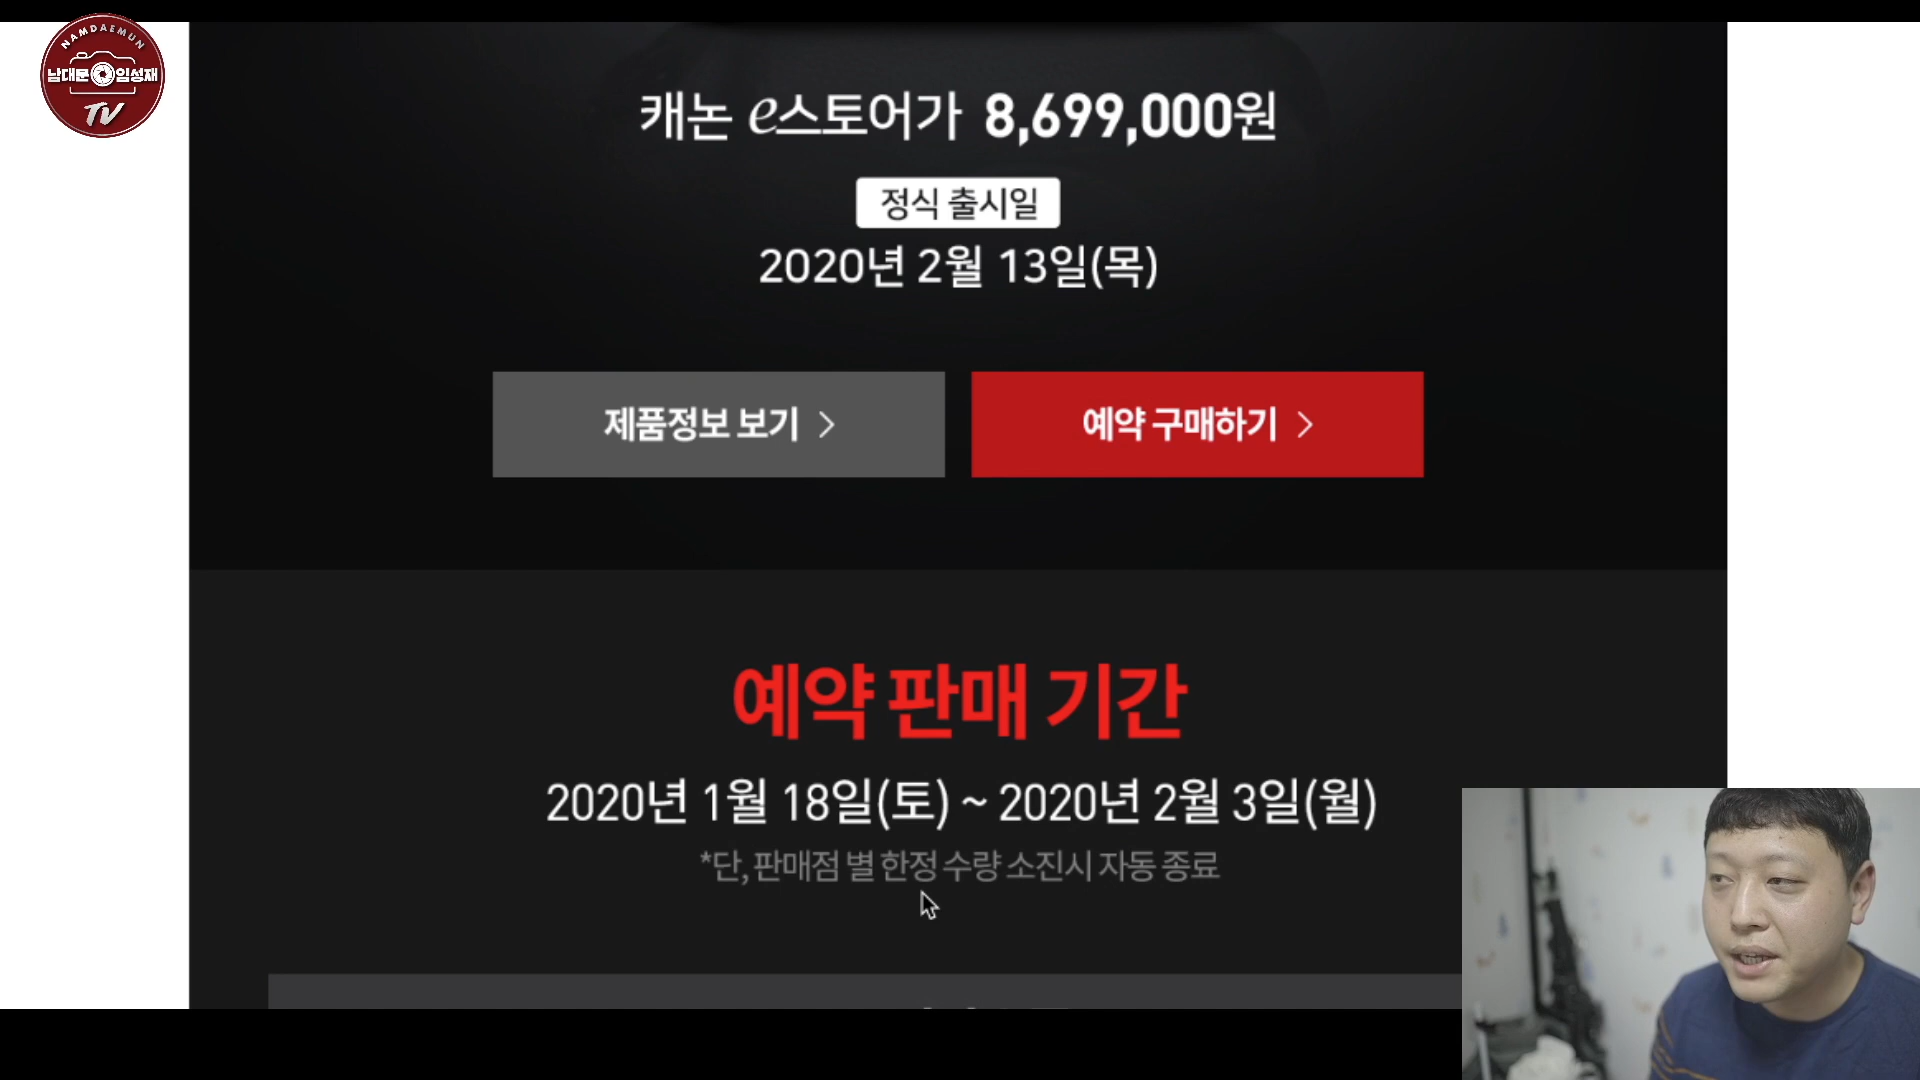 NAMDAEMUN
남대문 임성재
TV
캐논 e스토어가 8,699,000원
정식 출시일
2020년 2월 13일(목)
제품정보 보기 >
예약 구매하기 >
예약 판매 기간
2020년 1월 18일(토) ~ 2020년 2월 3일(월)
*단, 판매점 별 한정 수량 소진시 자동 종료